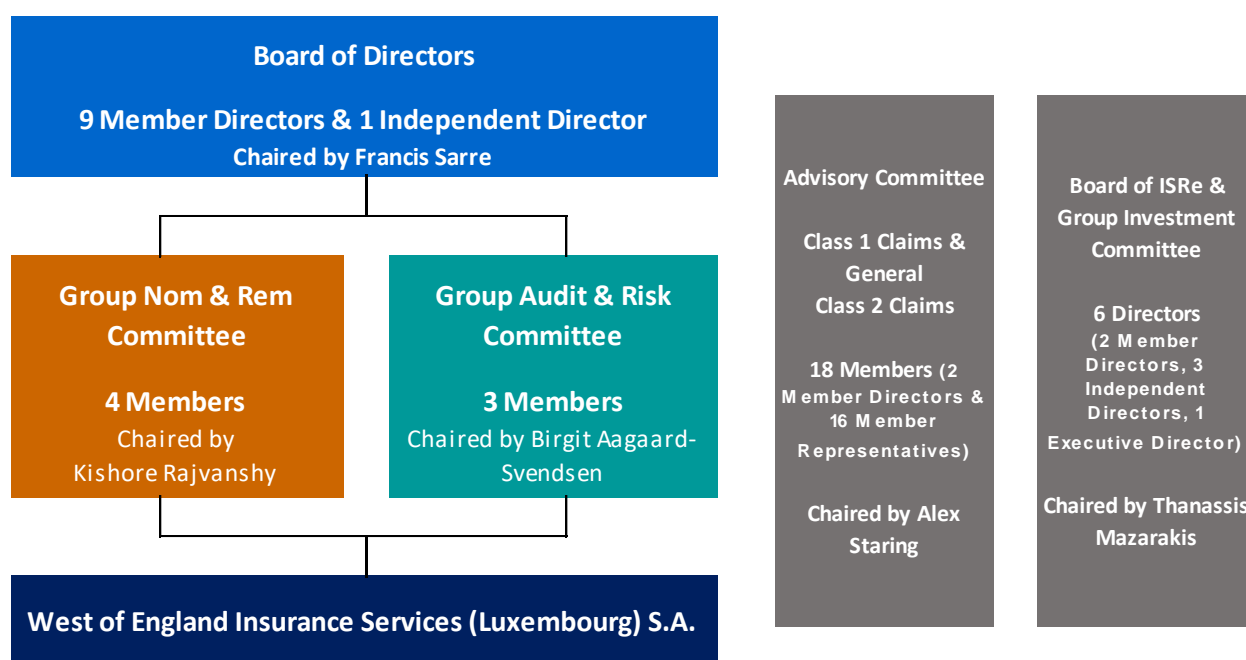 Board of Directors
9 Member Directors & 1 Independent Director
Chaired by Francis Sarre
Group Nom & Rem
Committee
4 Members
Chaired by
Kishore Rajvanshy
Group Audit & Risk
Committee
3 Members
Chaired by Birgit Aagaard-
Svendsen
West of England Insurance Services (Luxembourg) S.A.
Advisory Committee
Class 1 Claims &
General
Class 2 Claims
18 Members (2
Member Directors &
16 Member
Representatives)
Chaired by Alex
Staring
Board of ISRe &
Group Investment
Committee
6 Directors
(2 Member
Directors, 3
Independent
Directors, 1
Executive Director)
Chaired by Thanassis
Mazarakis